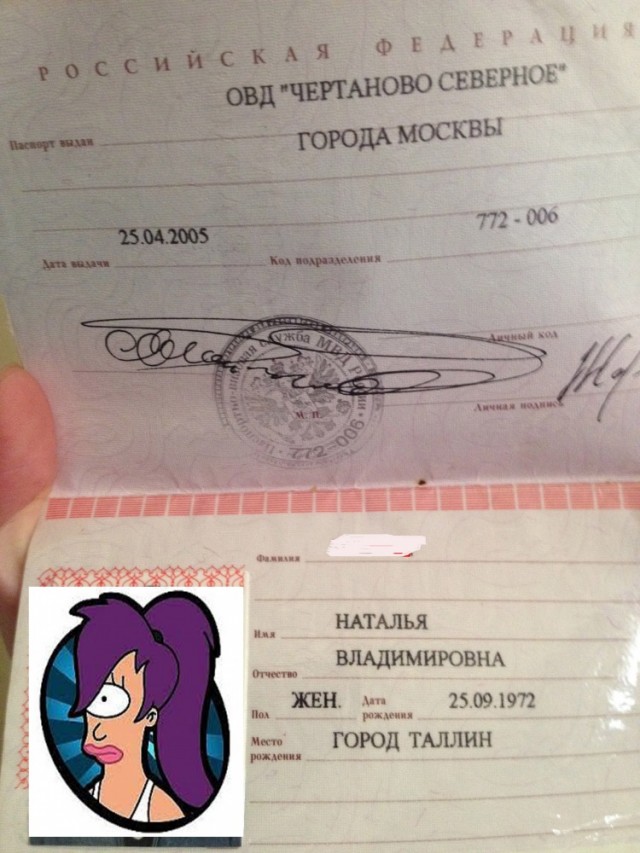 РОССИЙСКАЯ ФЕДЕРАЦИЯ
ОВД "ЧЕРТАНОВО СЕВЕРНОЕ"
Паспорт выдан ГОРОДА МОСКВЫ
25.04.2005 772 - 006
Дата выдачи Код подразделения
Личный код
Личная подпись
М. П.
772-006
Фамилия
Имя НАТАЛЬЯ
Отчество ВЛАДИМИРОВНА
Пол ЖЕН. Дата рождения 25.09.1972
Место рождения ГОРОД ТАЛЛИН